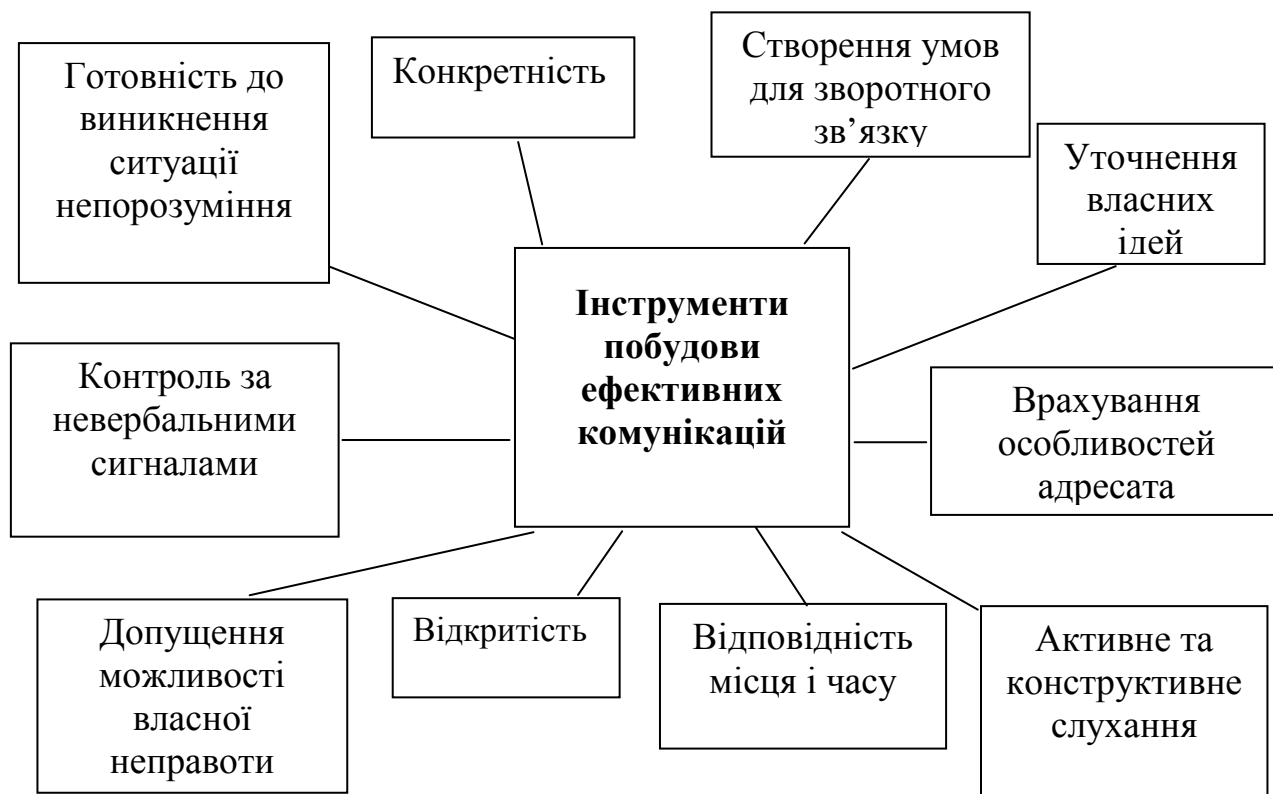 Готовність до
виникнення
ситуації
непорозуміння
Конкретність
Створення умов
для зворотного
зв’язку
Уточнення
власних
ідей
Інструменти
побудови
ефективних
комунікацій
Контроль за
невербальними
сигналами
Врахування
особливостей
адресата
Допущення
можливості
власної
неправоти
Відкритість
Відповідність
місця і часу
Активне та
конструктивне
слухання